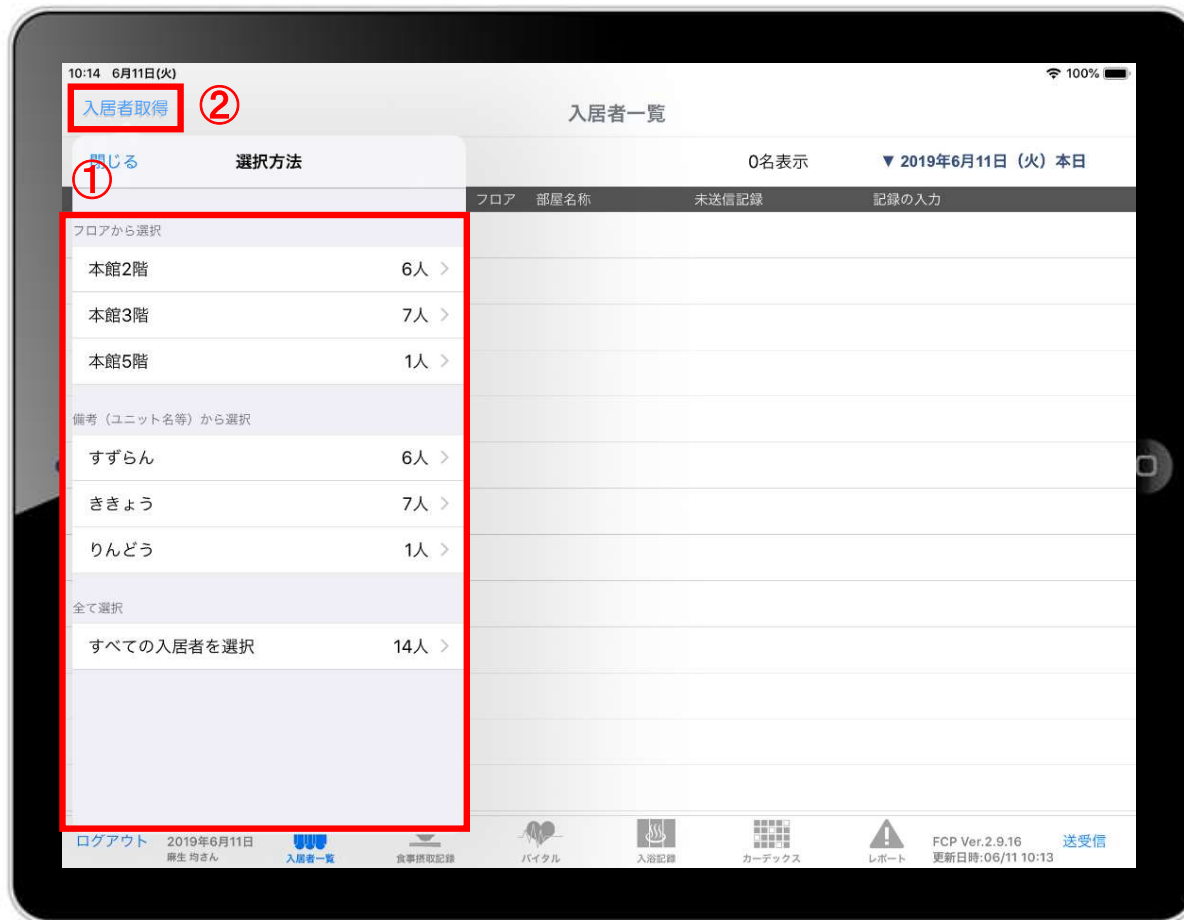 10:14 6月11日(火)
100%
入居者取得
②
入居者一覧
閉じる
選択方法
0名表示
▼ 2019年6月11日（火）本日
①
フロア 部屋名称 未送信記録 記録の入力
フロアから選択
本館2階 6人 >
本館3階 7人 >
本館5階 1人 >
備考（ユニット名等）から選択
すずらん 6人 >
ききょう 7人 >
りんどう 1人 >
全て選択
すべての入居者を選択 14人 >
ログアウト
2019年6月11日
麻生 均さん
入居者一覧
食事摂取記録
バイタル
入浴記録
カーデックス
レポート
FCP Ver.2.9.16
更新日時:06/11 10:13
送受信